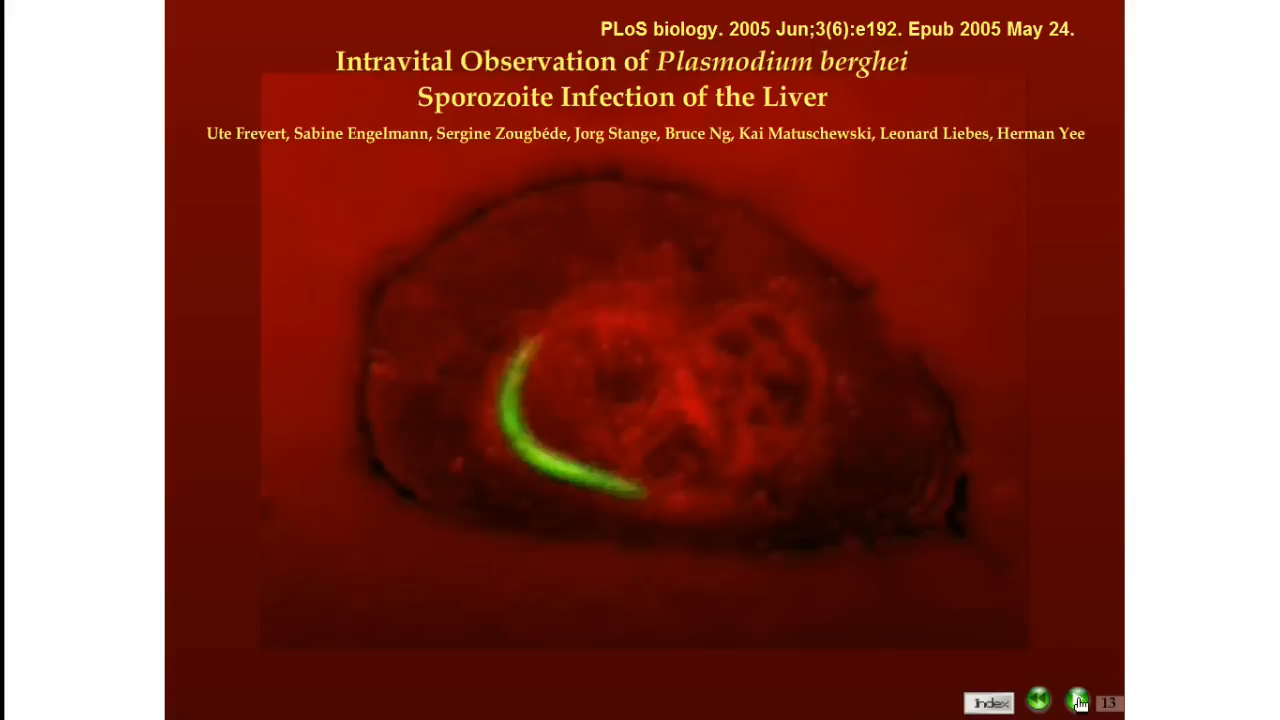 PLoS biology. 2005 Jun;3(6):e192. Epub 2005 May 24.
Intravital Observation of Plasmodium berghei
Sporozoite Infection of the Liver
Ute Frevert, Sabine Engelmann, Sergine Zougbéde, Jorg Stange, Bruce Ng, Kai Matuschewski, Leonard Liebes, Herman Yee
Index 13